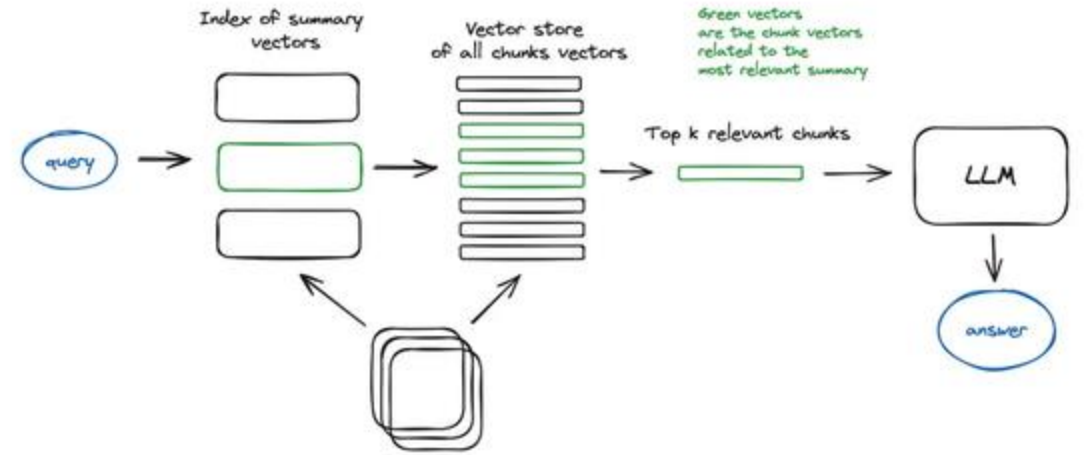 Index of summary
vectors
Vector store
of all chunks vectors
Green vectors
are the chunk vectors
related to the
most relevant summary
query
Top k relevant chunks
LLM
answer